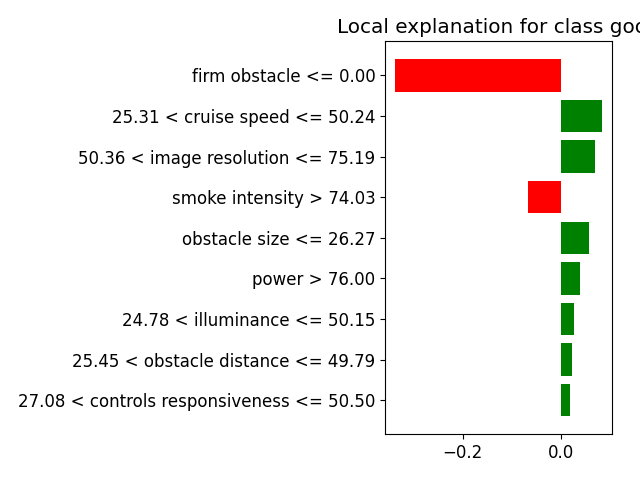 Local explanation for class goo
firm obstacle <= 0.00
25.31 < cruise speed <= 50.24
50.36 < image resolution <= 75.19
smoke intensity > 74.03
obstacle size <= 26.27
power > 76.00
24.78 < illuminance <= 50.15
25.45 < obstacle distance <= 49.79
27.08 < controls responsiveness <= 50.50
−0.2 0.0